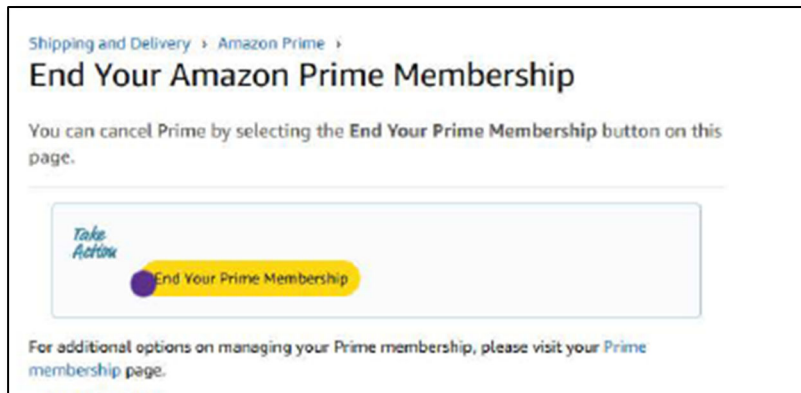 Shipping and Delivery › Amazon Prime ›
End Your Amazon Prime Membership
You can cancel Prime by selecting the End Your Prime Membership button on this
page.
Take
Action
End Your Prime Membership
For additional options on managing your Prime membership, please visit your Prime
membership page.